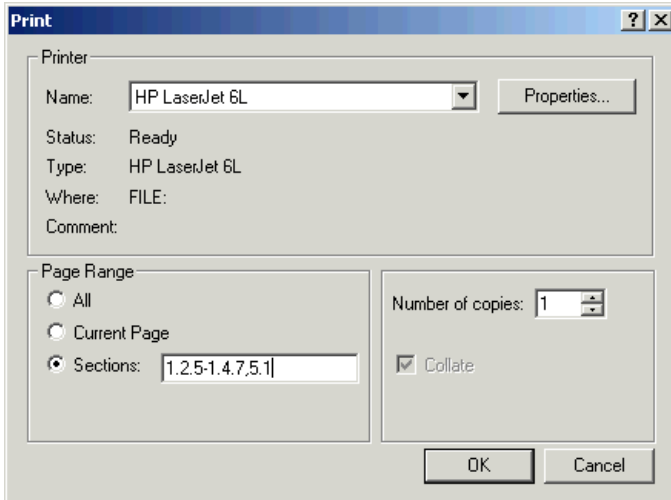 Print
Printer
Name: HP LaserJet 6L Properties...
Status: Ready
Type: HP LaserJet 6L
Where: FILE:
Comment:
Page Range
All
Current Page
Sections: 1.2.5-1.4.7,5.1
Number of copies: 1
Collate
OK Cancel